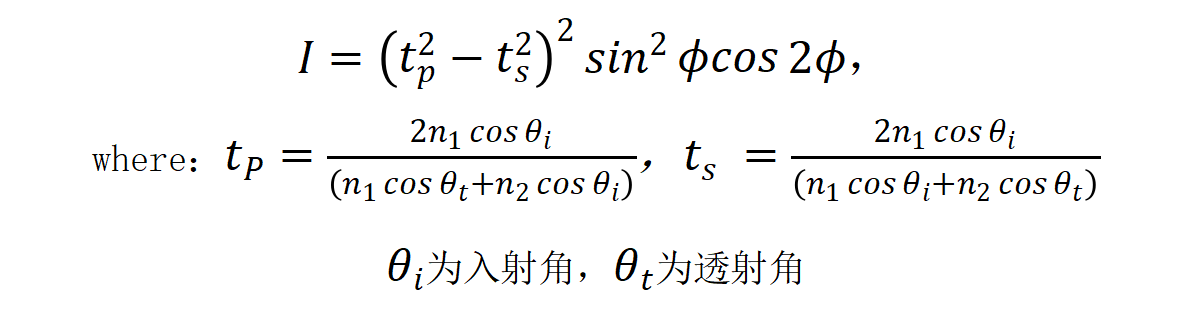 I = (t_p^2 − t_s^2)^2 sin^2 ϕcos 2ϕ，
where：t_P = 2n_1 cos θ_i / (n_1 cos θ_t+n_2 cos θ_i)，t_s = 2n_1 cos θ_i / (n_1 cos θ_i+n_2 cos θ_t)
θ_i为入射角，θ_t为透射角